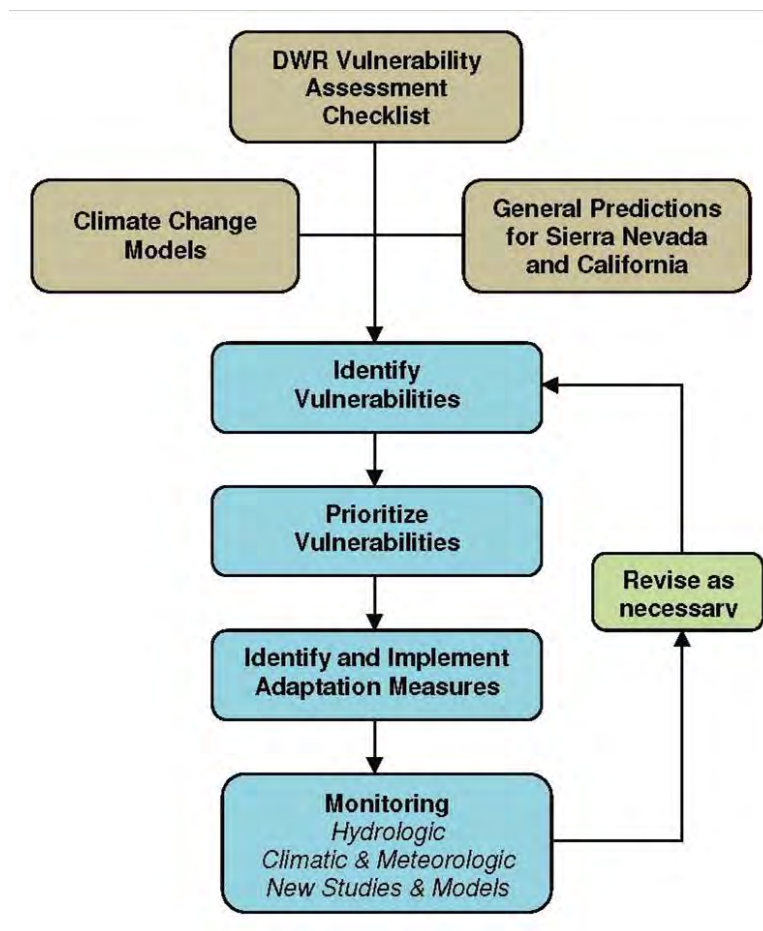 DWR Vulnerability
Assessment
Checklist
Climate Change
Models
General Predictions
for Sierra Nevada
and California
Identify
Vulnerabilities
Prioritize
Vulnerabilities
Revise as
necessary
Identify and Implement
Adaptation Measures
Monitoring
Hydrologic
Climatic & Meteorologic
New Studies & Models